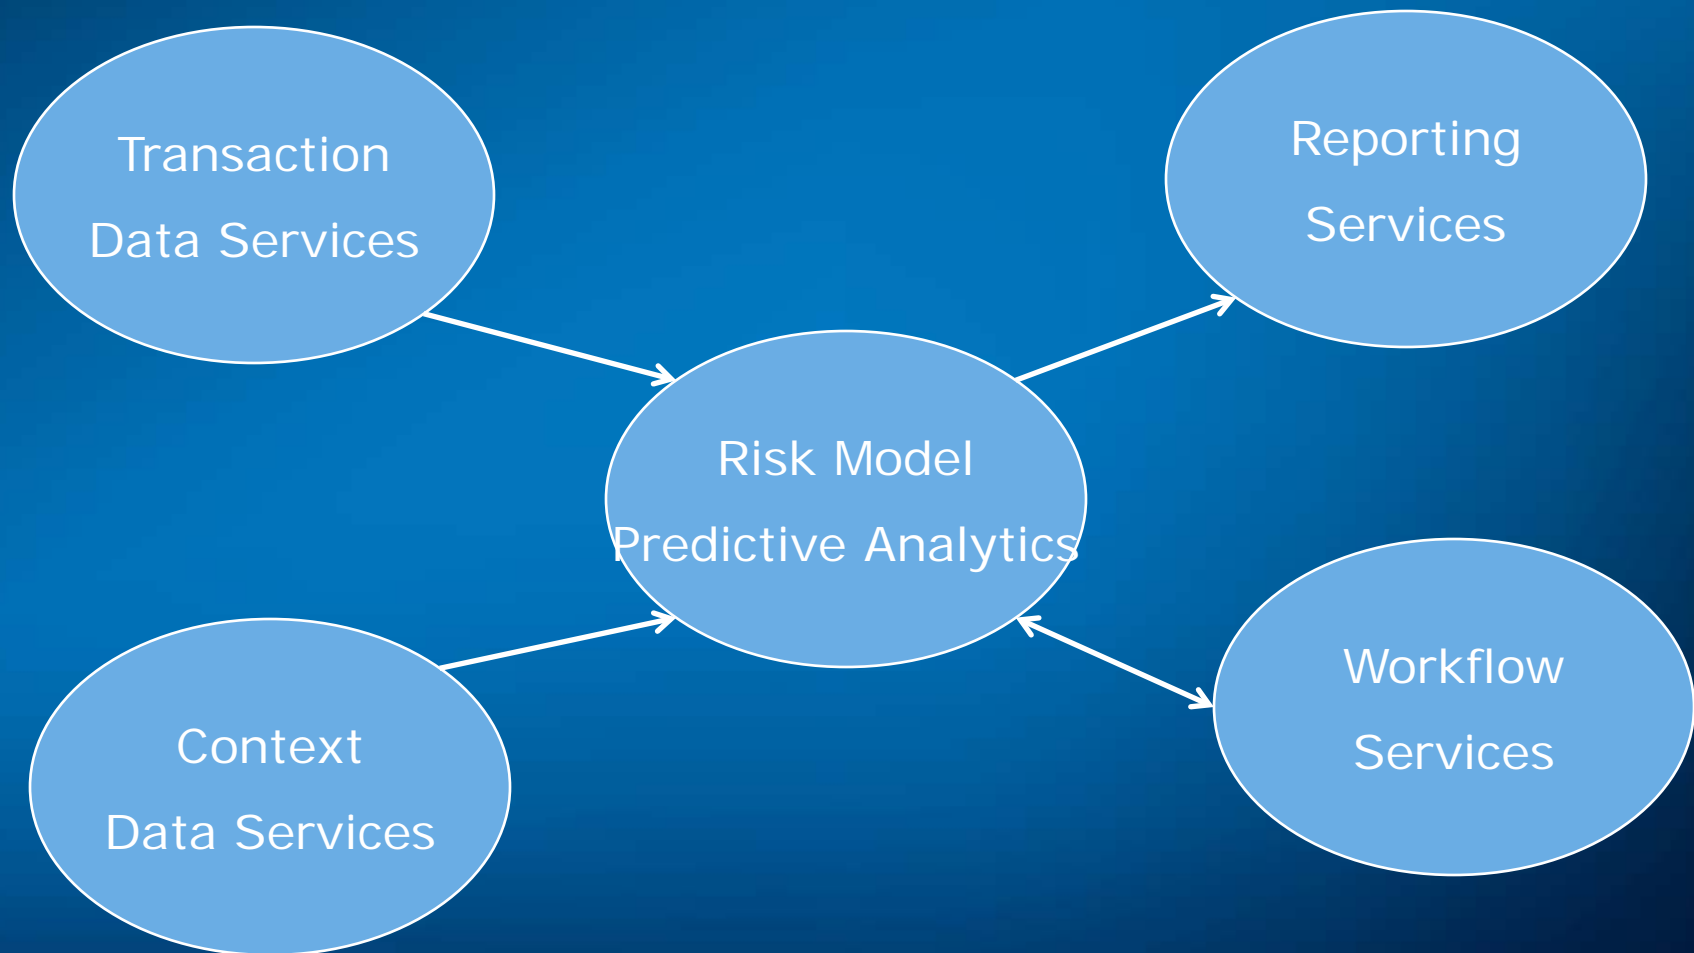 Transaction
Data Services
Reporting
Services
Risk Model
Predictive Analytics
Context
Data Services
Workflow
Services